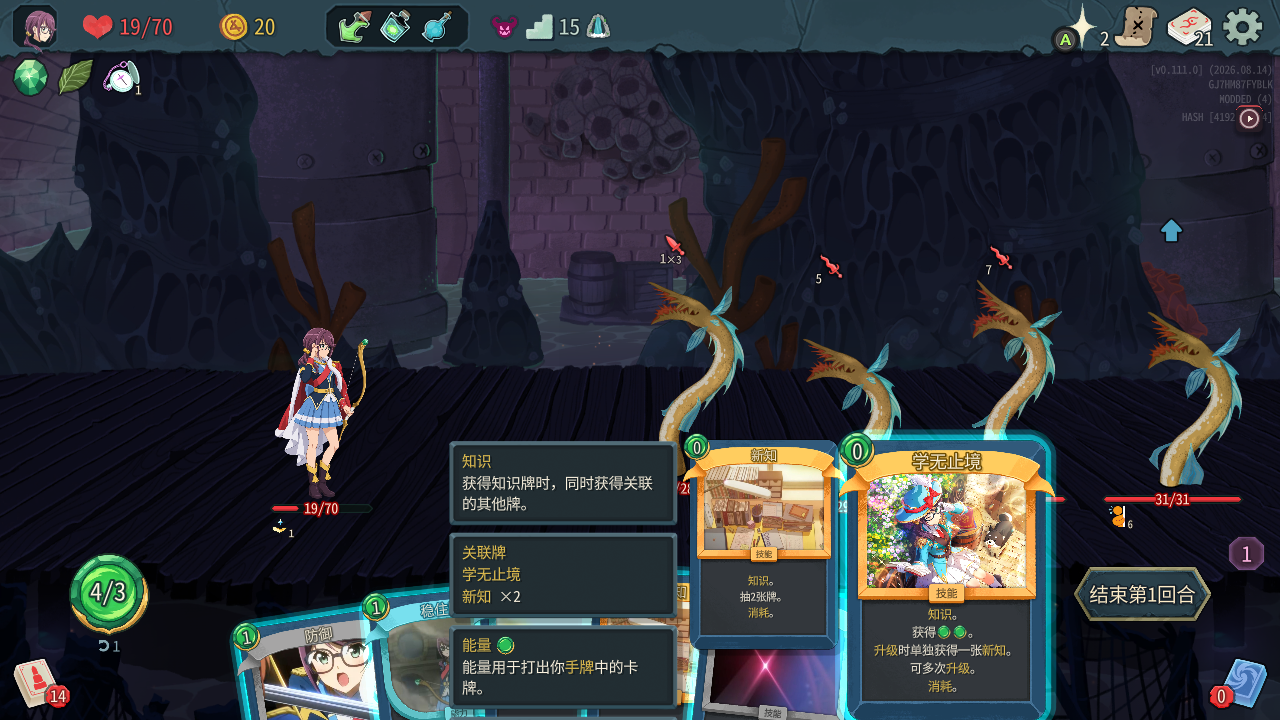 19/70
20
15
A
2
21
1
[v0.111.0] (2026.08.14)
GJ7HM87FYBLK
MODDED (4)
HASH [4192
4]
1×3
5
7
19/70
1
31/31
6
知识
获得知识牌时，同时获得关联
的其他牌。
关联牌
学无止境
新知 ×2
能量
能量用于打出你手牌中的卡
牌。
0
新知
技能
知识。
抽2张牌。
消耗。
0
学无止境
技能
知识。
获得。
升级时单独获得一张新知。
可多次升级。
消耗。
4/3
1
1
防御
1
稳住
技能
1
结束第1回合
14
0